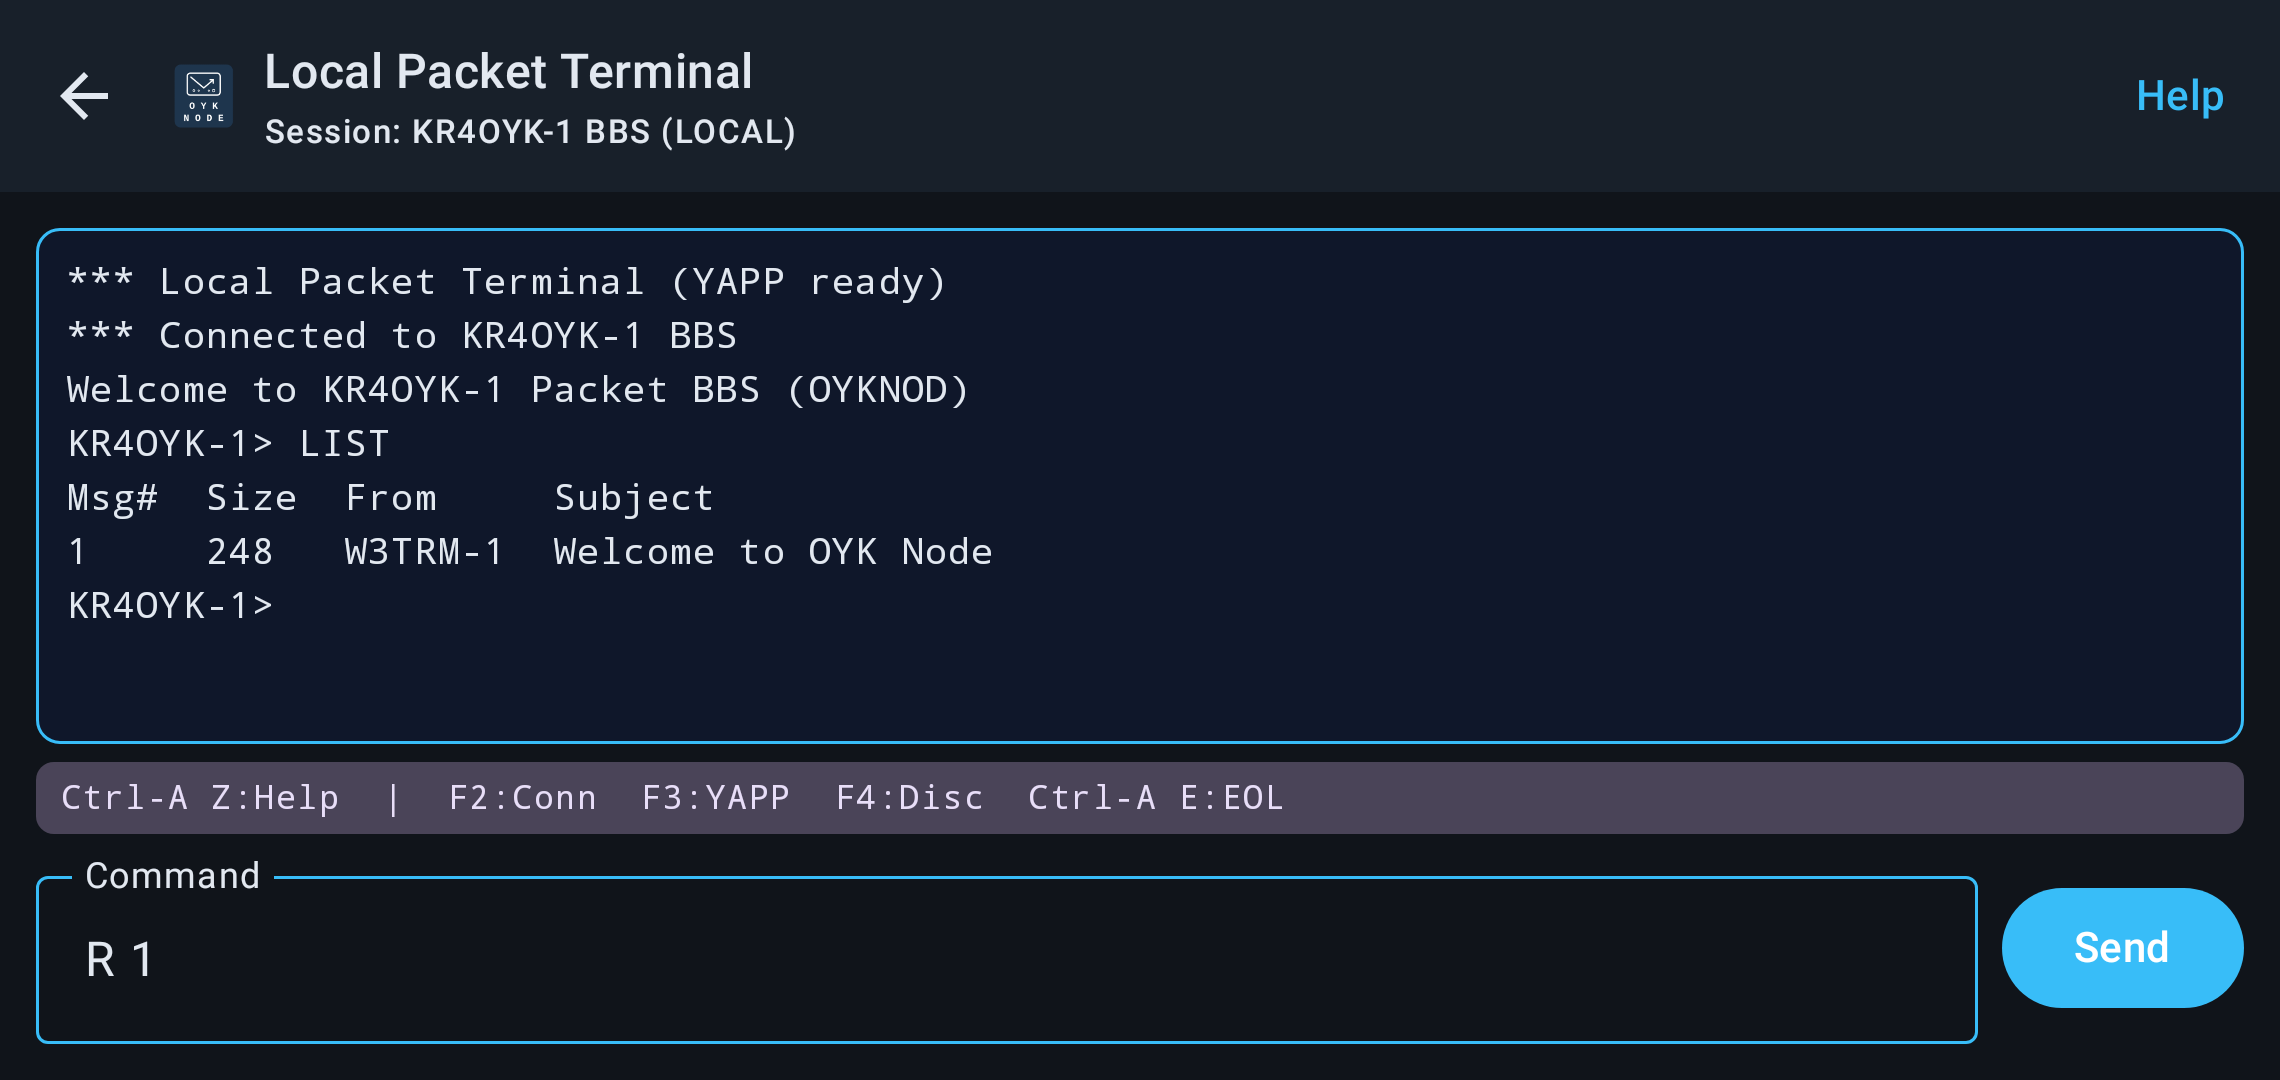 Local Packet Terminal
Session: KR4OYK-1 BBS (LOCAL)
OYK
NODE
Help
*** Local Packet Terminal (YAPP ready)
*** Connected to KR4OYK-1 BBS
Welcome to KR4OYK-1 Packet BBS (OYKNOD)
KR4OYK-1> LIST
Msg#  Size  From     Subject
1     248   W3TRM-1  Welcome to OYK Node
KR4OYK-1>
Ctrl-A Z:Help  |  F2:Conn  F3:YAPP  F4:Disc  Ctrl-A E:EOL
Command
R 1
Send